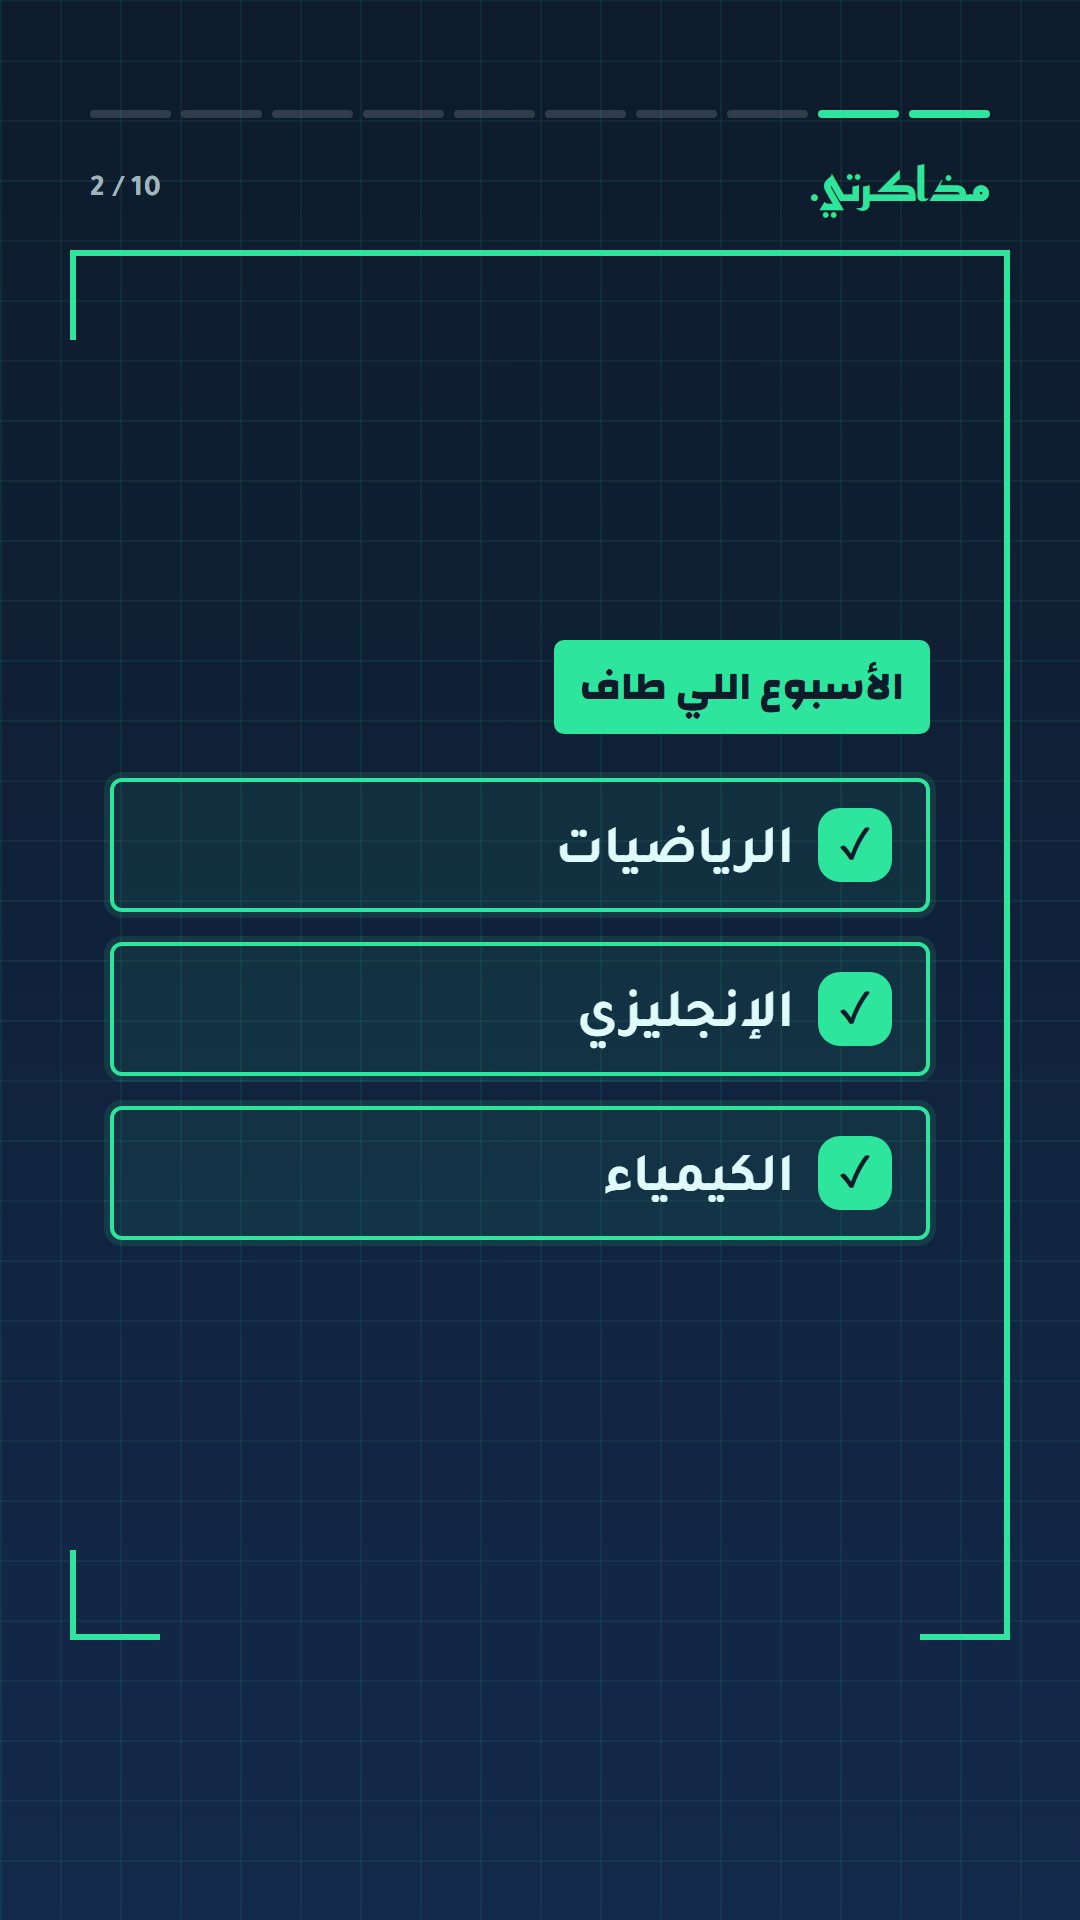 مذاكرتي.
2 / 10
الأسبوع اللي طاف
✓ الرياضيات
✓ الإنجليزي
✓ الكيمياء